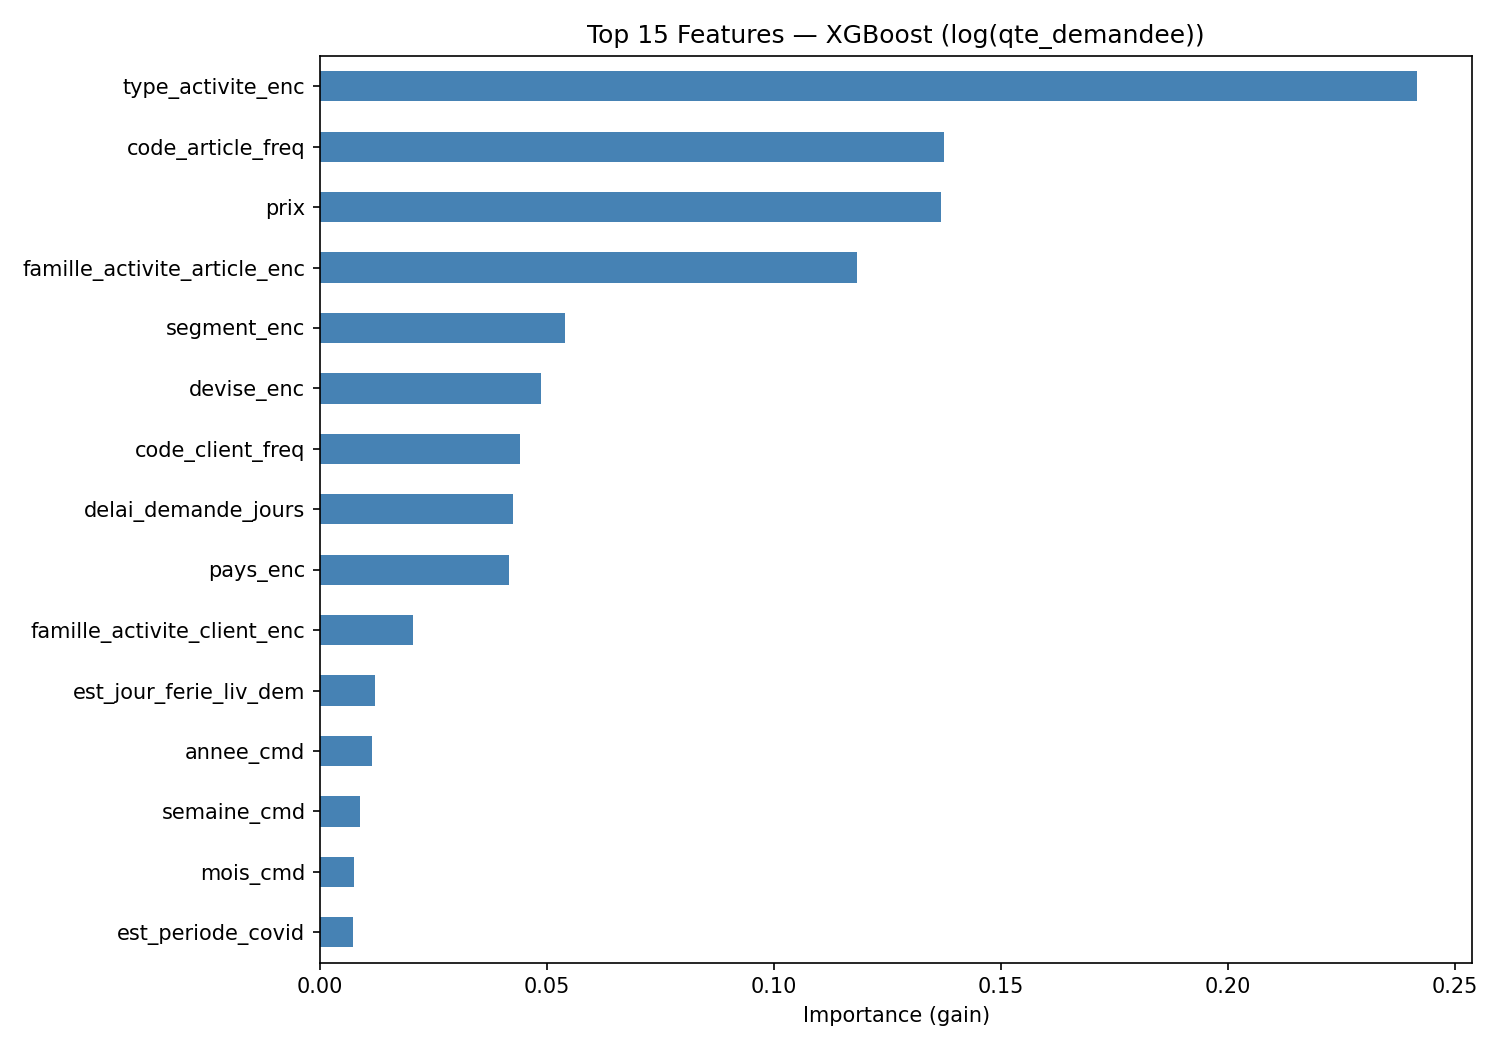 Top 15 Features — XGBoost (log(qte_demandee))
type_activite_enc
code_article_freq
prix
famille_activite_article_enc
segment_enc
devise_enc
code_client_freq
delai_demande_jours
pays_enc
famille_activite_client_enc
est_jour_ferie_liv_dem
annee_cmd
semaine_cmd
mois_cmd
est_periode_covid
0.00 0.05 0.10 0.15 0.20 0.25
Importance (gain)